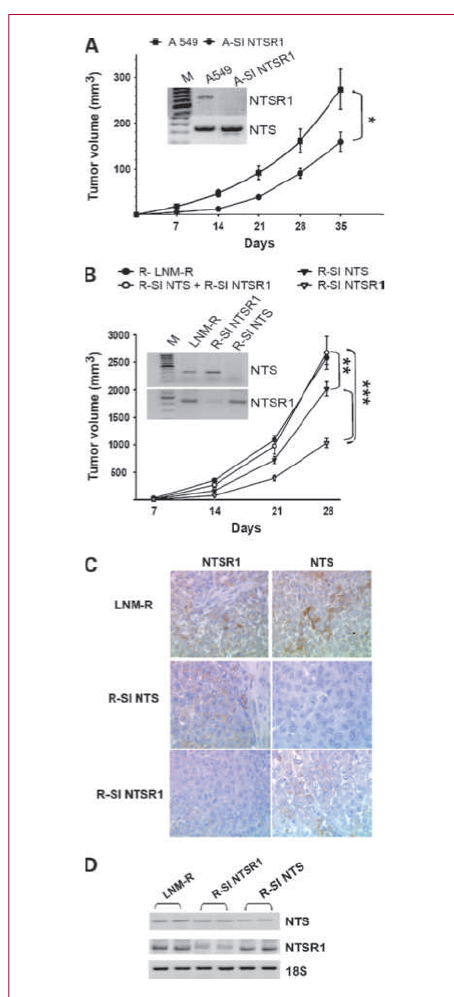 A
A 549 A-SI NTSR1
Tumor volume (mm³)
300
200
100
M A549 A-SI NTSR1
NTSR1
NTS
*
7 14 21 28 35
Days
B
R- LNM-R R-SI NTS
R-SI NTS + R-SI NTSR1 R-SI NTSR1
Tumor volume (mm³)
3000
2500
2000
1500
1000
500
M LNM-R R-SI NTSR1 R-SI NTS
NTS
NTSR1
**
***
7 14 21 28
Days
C
NTSR1 NTS
LNM-R
R-SI NTS
R-SI NTSR1
D
LNM-R R-SI NTSR1 R-SI NTS
NTS
NTSR1
18S